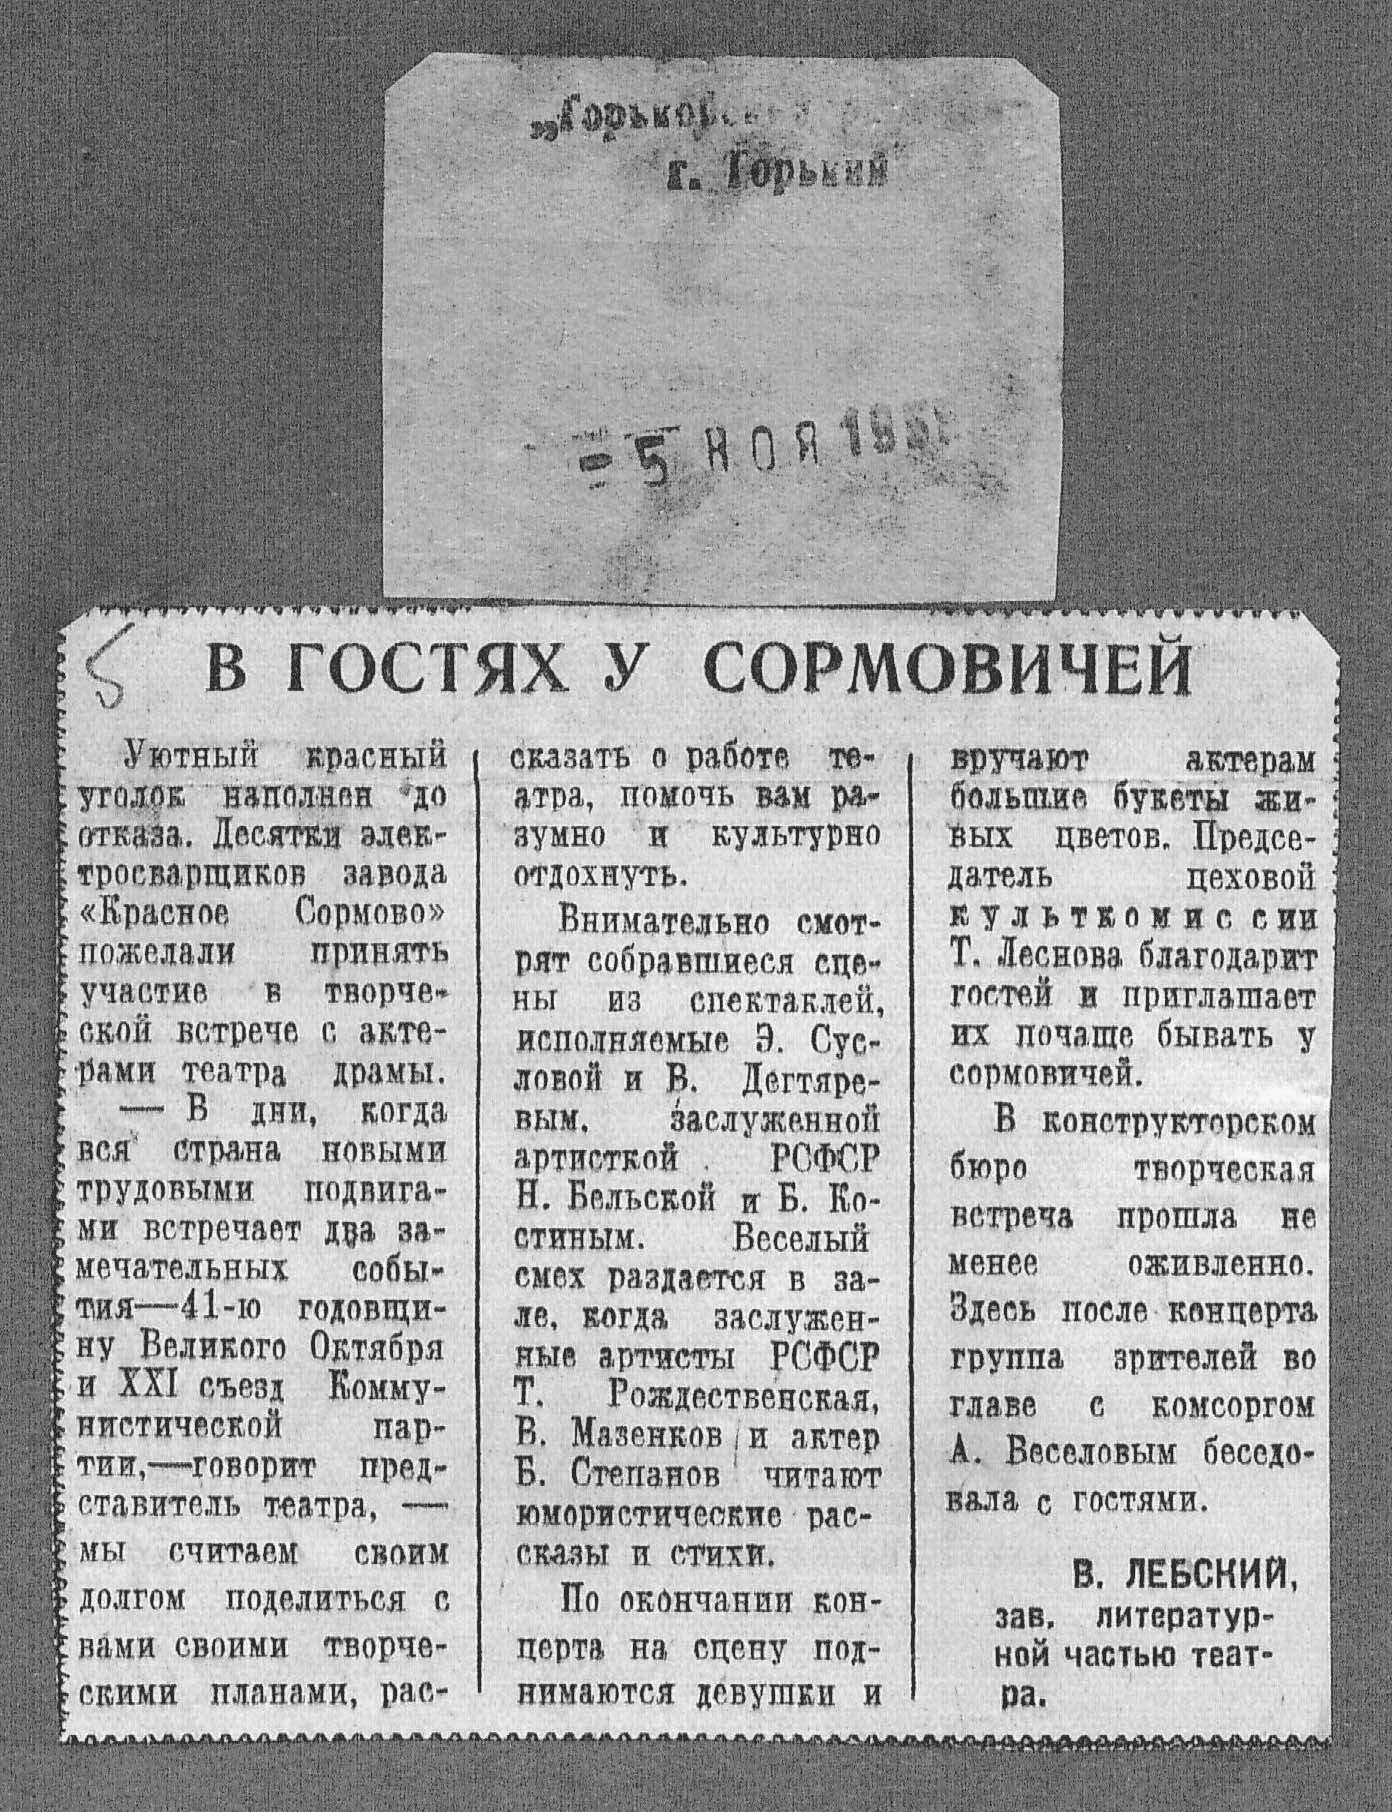 г. Горький
5 НОЯ
5
В ГОСТЯХ У СОРМОВИЧЕЙ
Уютный красный
уголок наполнен до
отказа. Десятки элек-
тросварщиков завода
«Красное Сормово»
пожелали принять
участие в творче-
ской встрече с акте-
рами театра драмы.
— В дни, когда
вся страна новыми
трудовыми подвига-
ми встречает два за-
мечательных собы-
тия—41-ю годовщи-
ну Великого Октября
и XXI съезд Комму-
нистической пар-
тии,—говорит пред-
ставитель театра, —
мы считаем своим
долгом поделиться с
вами своими творче-
скими планами, рас-
сказать о работе те-
атра, помочь вам ра-
зумно и культурно
отдохнуть.
Внимательно смот-
рят собравшиеся сце-
ны из спектаклей,
исполняемые Э. Сус-
ловой и В. Дегтяре-
вым, заслуженной
артисткой РСФСР
Н. Бельской и Б. Ко-
стиным. Веселый
смех раздается в за-
ле, когда заслужен-
ные артисты РСФСР
Т. Рождественская,
В. Мазенков и актер
Б. Степанов читают
юмористические рас-
сказы и стихи.
По окончании кон-
церта на сцену под-
нимаются девушки и
вручают актерам
большие букеты жи-
вых цветов. Предсе-
датель цеховой
культкомиссии
Т. Леснова благодарит
гостей и приглашает
их почаще бывать у
сормовичей.
В конструкторском
бюро творческая
встреча прошла не
менее оживленно.
Здесь после концерта
группа зрителей во
главе с комсоргом
А. Веселовым беседо-
вала с гостями.
В. ЛЕБСКИЙ,
зав. литератур-
ной частью теат-
ра.